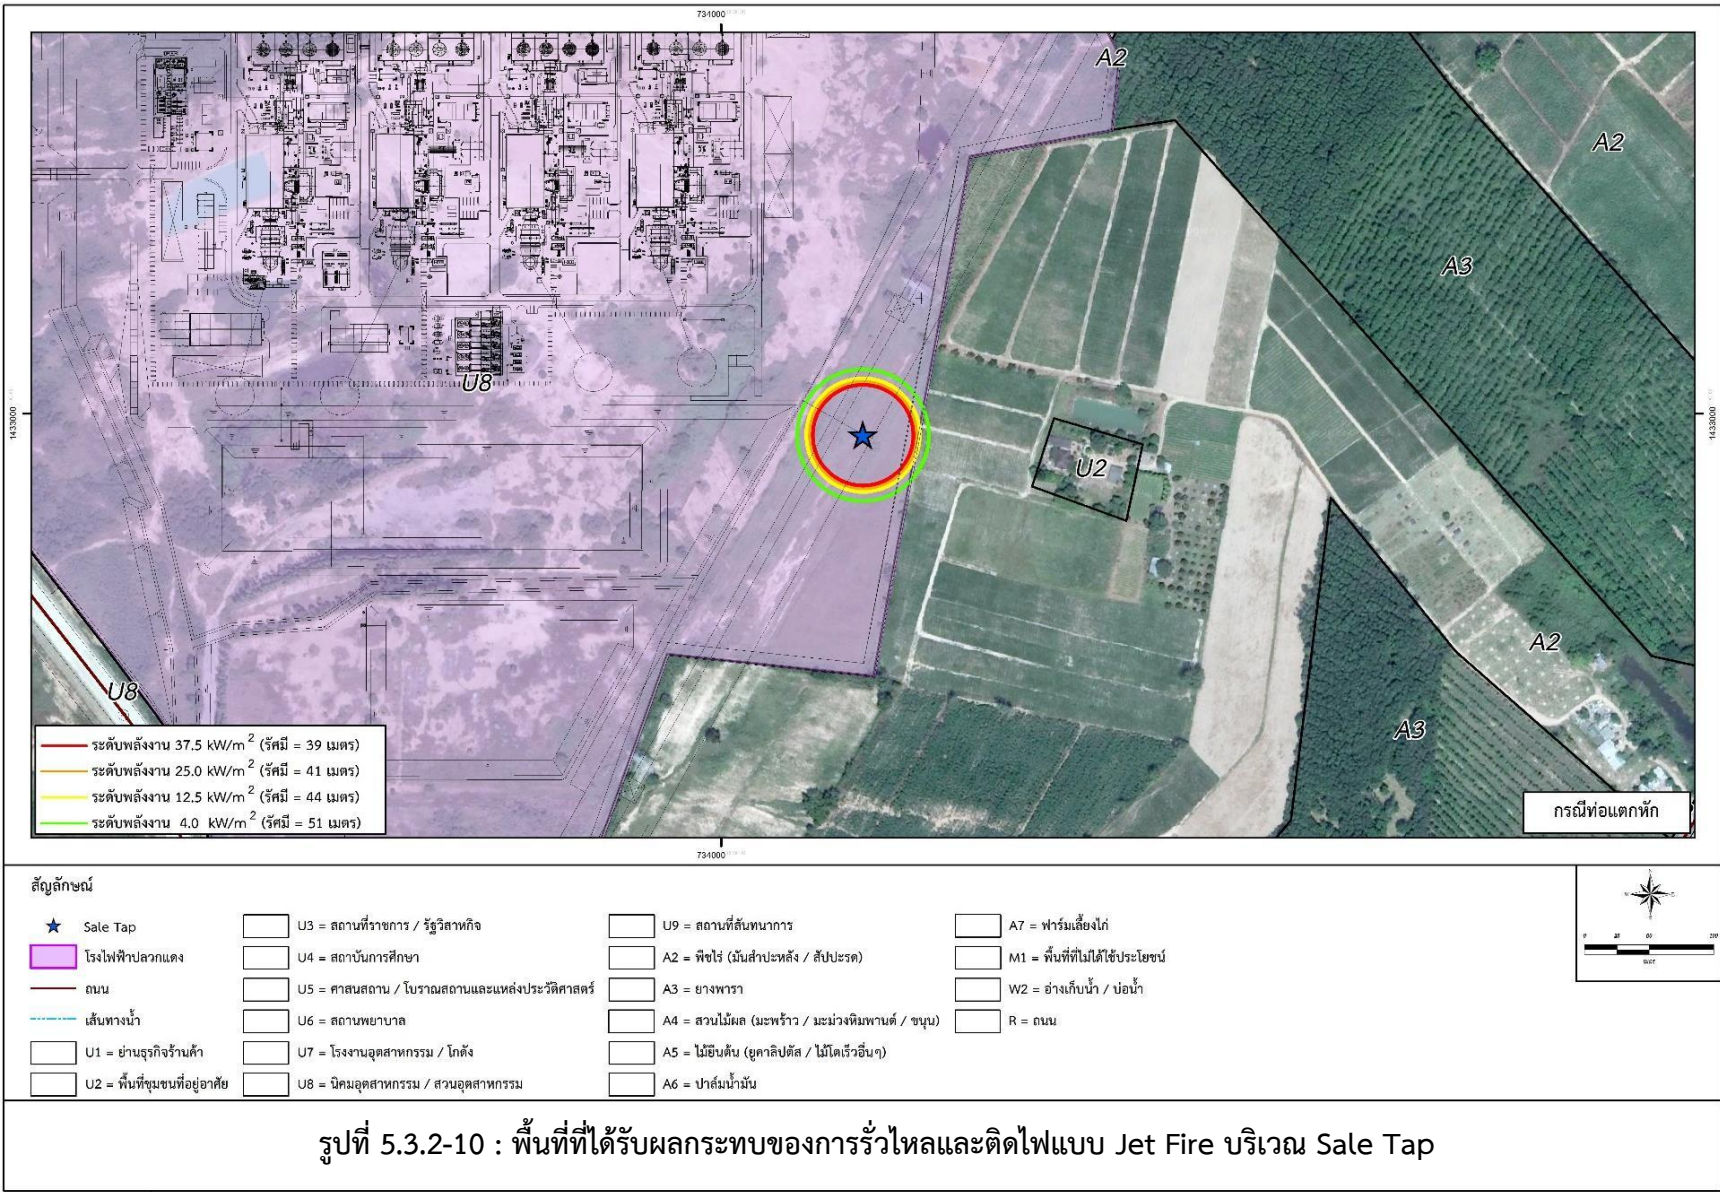 734000
A2
A2
A3
1433000
1433000
U8
U2
A2
U8
A3
ระดับพลังงาน 37.5 kW/m² (รัศมี = 39 เมตร)
ระดับพลังงาน 25.0 kW/m² (รัศมี = 41 เมตร)
ระดับพลังงาน 12.5 kW/m² (รัศมี = 44 เมตร)
ระดับพลังงาน 4.0 kW/m² (รัศมี = 51 เมตร)
กรณีท่อแตกหัก
734000
สัญลักษณ์
Sale Tap
โรงไฟฟ้าปลวกแดง
ถนน
เส้นทางน้ำ
U1 = ย่านธุรกิจร้านค้า
U2 = พื้นที่ชุมชนที่อยู่อาศัย
U3 = สถานที่ราชการ / รัฐวิสาหกิจ
U4 = สถาบันการศึกษา
U5 = ศาสนสถาน / โบราณสถานและแหล่งประวัติศาสตร์
U6 = สถานพยาบาล
U7 = โรงงานอุตสาหกรรม / โกดัง
U8 = นิคมอุตสาหกรรม / สวนอุตสาหกรรม
U9 = สถานที่สันทนาการ
A2 = พืชไร่ (มันสำปะหลัง / สัปปะรด)
A3 = ยางพารา
A4 = สวนไม้ผล (มะพร้าว / มะม่วงหิมพานต์ / ขนุน)
A5 = ไม้ยืนต้น (ยูคาลิปตัส / ไม้โตเร็วอื่นๆ)
A6 = ปาล์มน้ำมัน
A7 = ฟาร์มเลี้ยงไก่
M1 = พื้นที่ที่ไม่ได้ใช้ประโยชน์
W2 = อ่างเก็บน้ำ / บ่อน้ำ
R = ถนน
รูปที่ 5.3.2-10 : พื้นที่ที่ได้รับผลกระทบของการรั่วไหลและติดไฟแบบ Jet Fire บริเวณ Sale Tap